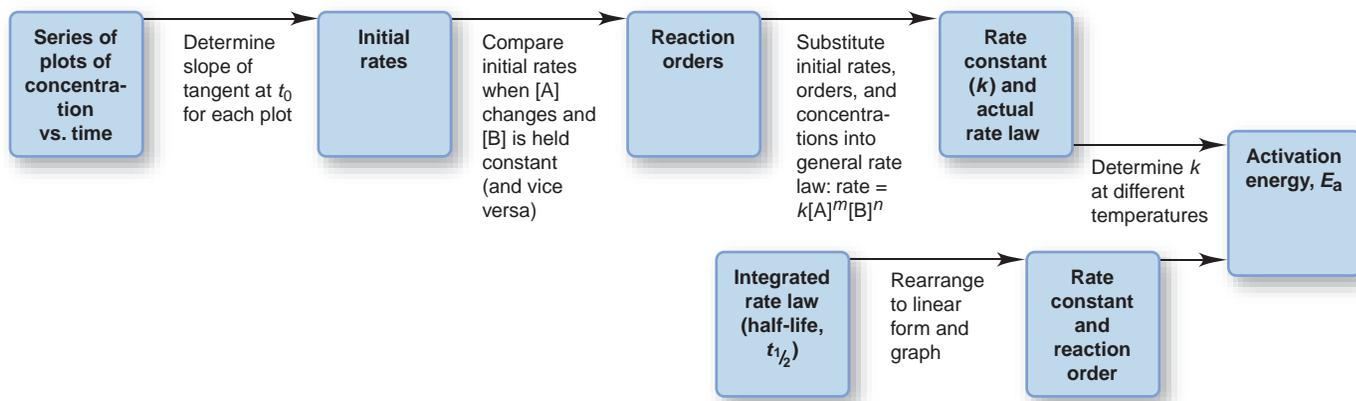 Series of
plots of
concentra-
tion
vs. time
Determine
slope of
tangent at t0
for each plot
Initial
rates
Compare
initial rates
when [A]
changes and
[B] is held
constant
(and vice
versa)
Reaction
orders
Substitute
initial rates,
orders, and
concentra-
tions into
general rate
law: rate =
k[A]^m[B]^n
Rate
constant
(k) and
actual
rate law
Determine k
at different
temperatures
Activation
energy, Ea
Integrated
rate law
(half-life,
t1/2)
Rearrange
to linear
form and
graph
Rate
constant
and
reaction
order